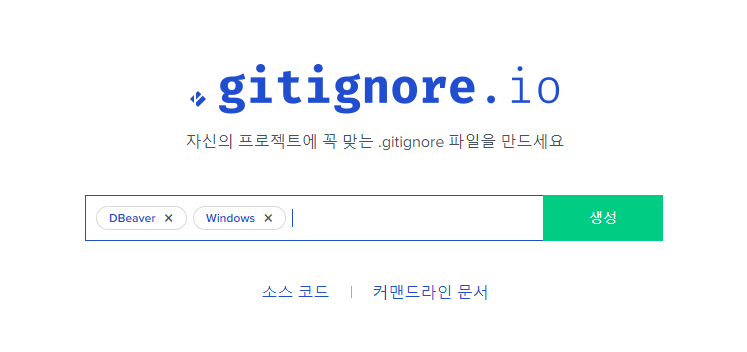 gitignore.io
자신의 프로젝트에 꼭 맞는 .gitignore 파일을 만드세요
DBeaver × Windows × 생성
소스 코드 | 커맨드라인 문서